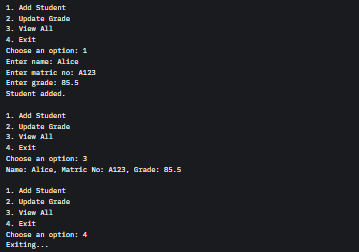 1. Add Student
2. Update Grade
3. View All
4. Exit
Choose an option: 1
Enter name: Alice
Enter matric no: A123
Enter grade: 85.5
Student added.

1. Add Student
2. Update Grade
3. View All
4. Exit
Choose an option: 3
Name: Alice, Matric No: A123, Grade: 85.5

1. Add Student
2. Update Grade
3. View All
4. Exit
Choose an option: 4
Exiting...